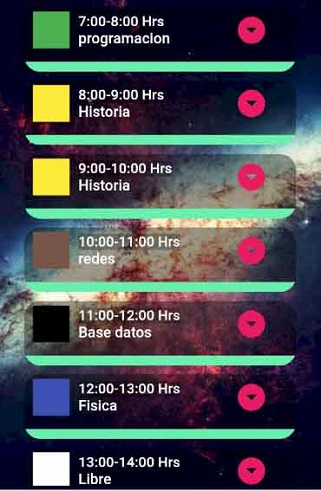 7:00-8:00 Hrs
programacion
8:00-9:00 Hrs
Historia
9:00-10:00 Hrs
Historia
10:00-11:00 Hrs
redes
11:00-12:00 Hrs
Base datos
12:00-13:00 Hrs
Fisica
13:00-14:00 Hrs
Libre